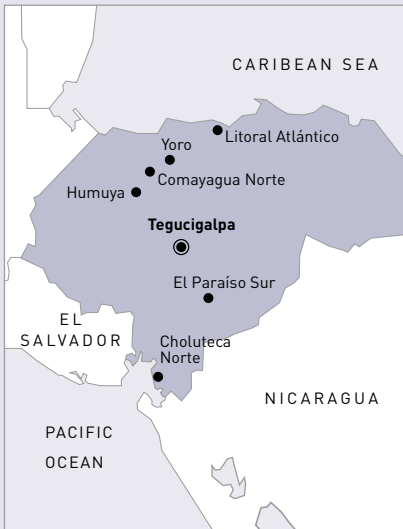 CARIBEAN SEA
Litoral Atlántico
Yoro
Comayagua Norte
Humuya
Tegucigalpa
El Paraíso Sur
EL
SALVADOR
Choluteca
Norte
NICARAGUA
PACIFIC
OCEAN